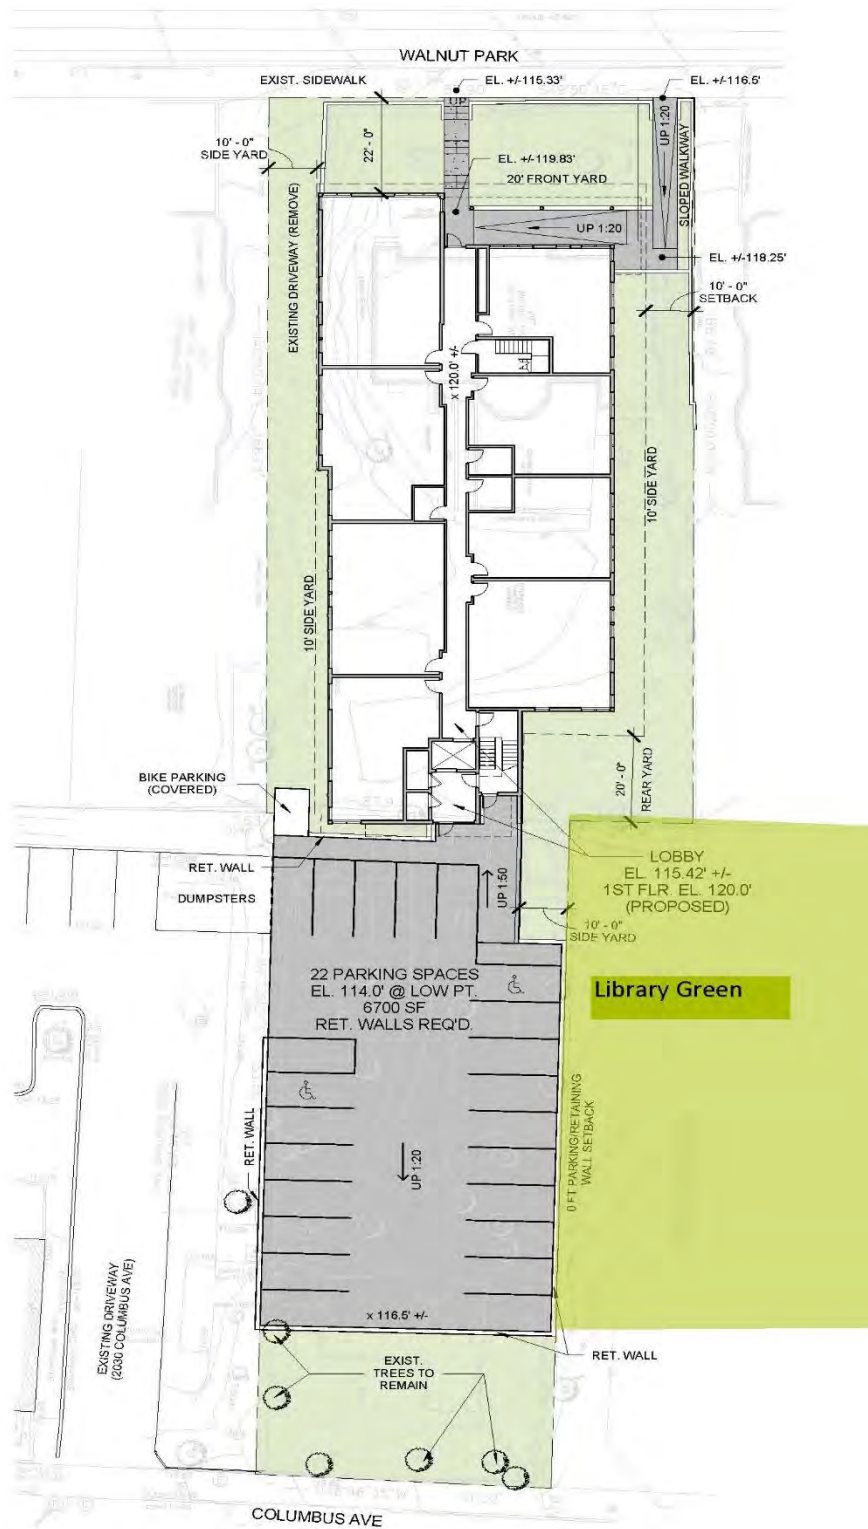 WALNUT PARK
EXIST. SIDEWALK
EL. +/-115.33'
EL. +/-116.5'
UP
10' - 0"
SIDE YARD
22' - 0"
EL. +/-119.83'
20' FRONT YARD
UP 1:20
SLOPED WALKWAY
UP 1:20
EXISTING DRIVEWAY (REMOVE)
EL. +/-118.25'
10' - 0"
SETBACK
x 120.0' +/-
10' SIDE YARD
10' SIDE YARD
20' - 0"
REAR YARD
BIKE PARKING
(COVERED)
RET. WALL
DUMPSTERS
UP 1:50
LOBBY
EL. 115.42' +/-
1ST FLR. EL. 120.0'
(PROPOSED)
10' - 0"
SIDE YARD
22 PARKING SPACES
EL. 114.0' @ LOW PT.
6700 SF
RET. WALLS REQ'D.
Library Green
RET. WALL
UP 1:20
0 FT PARKING/RETAINING
WALL SETBACK
EXISTING DRIVEWAY
(2030 COLUMBUS AVE)
x 116.5' +/-
RET. WALL
EXIST.
TREES TO
REMAIN
COLUMBUS AVE